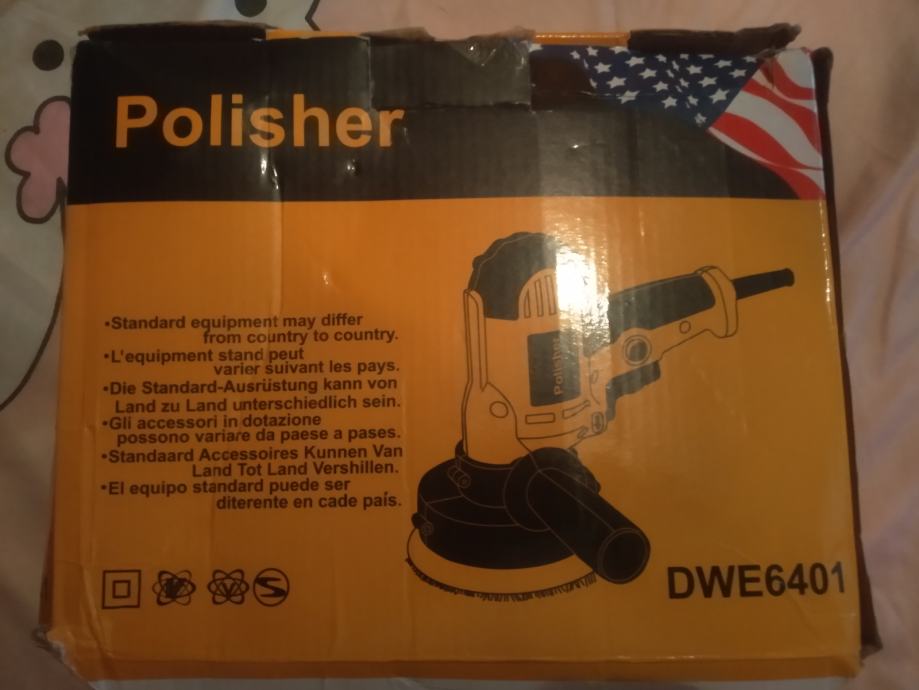 Polisher
•Standard equipment may differ
from country to country.
•L'equipment stand peut
varier suivant les pays.
•Die Standard-Ausrüstung kann von
Land zu Land unterschiedlich sein.
•Gli accessori in dotazione
possono variare da paese a pases.
•Standaard Accessoires Kunnen Van
Land Tot Land Vershillen.
•El equipo standard puede ser
diterente en cade país.
Polisher
DWE6401